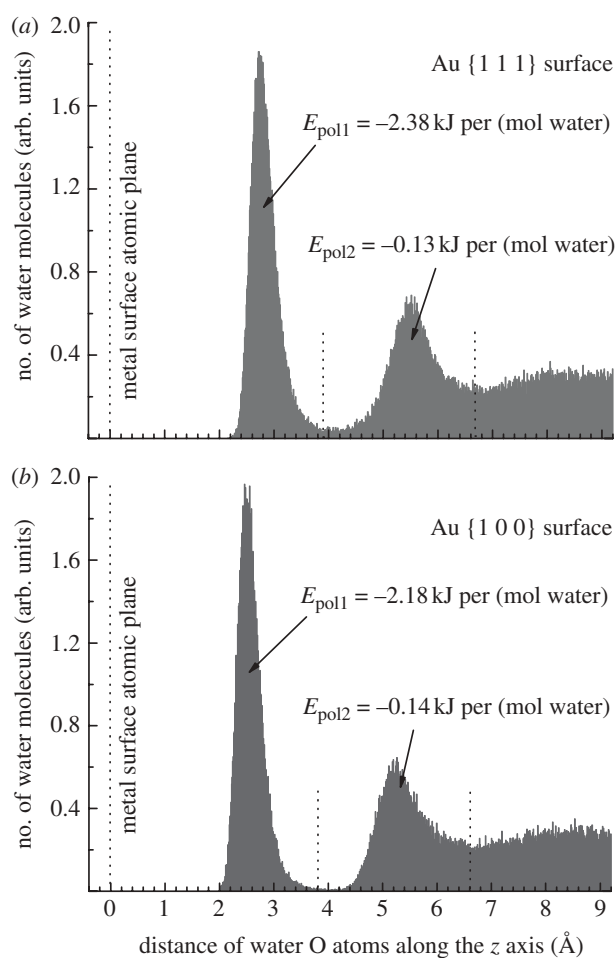 (a)
2.0
1.6
1.2
0.8
0.4
no. of water molecules (arb. units)
metal surface atomic plane
Au {1 1 1} surface
Epol1 = –2.38 kJ per (mol water)
Epol2 = –0.13 kJ per (mol water)
(b)
2.0
1.6
1.2
0.8
0.4
no. of water molecules (arb. units)
metal surface atomic plane
Au {1 0 0} surface
Epol1 = –2.18 kJ per (mol water)
Epol2 = –0.14 kJ per (mol water)
0 1 2 3 4 5 6 7 8 9
distance of water O atoms along the z axis (Å)